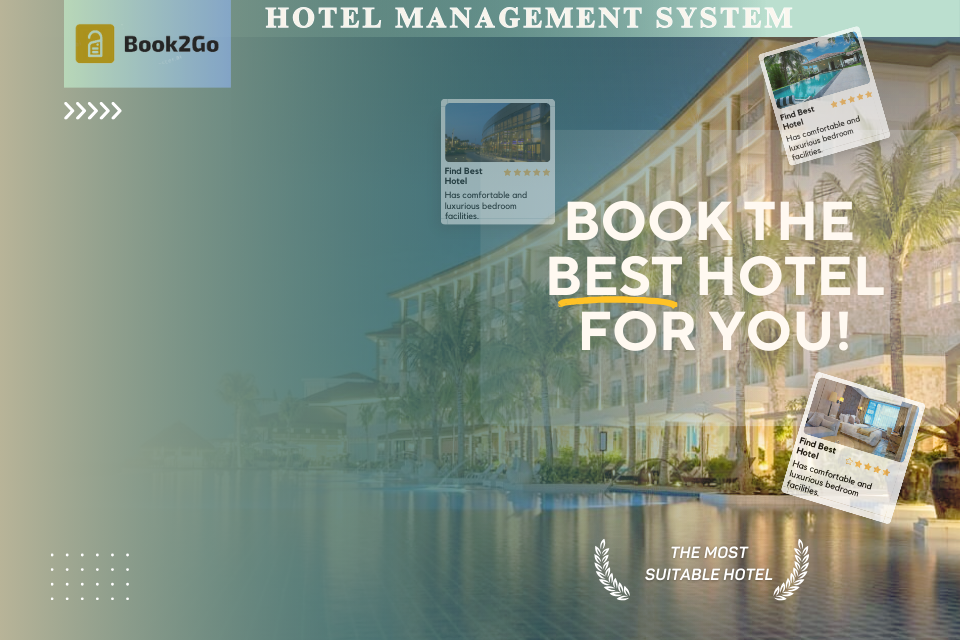 HOTEL MANAGEMENT SYSTEM
Book2Go
Find Best
Hotel
Has comfortable and
luxurious bedroom
facilities.
Find Best
Hotel
Has comfortable and
luxurious bedroom
facilities.
BOOK THE
BEST HOTEL
FOR YOU!
Find Best
Hotel
Has comfortable and
luxurious bedroom
facilities.
THE MOST
SUITABLE HOTEL